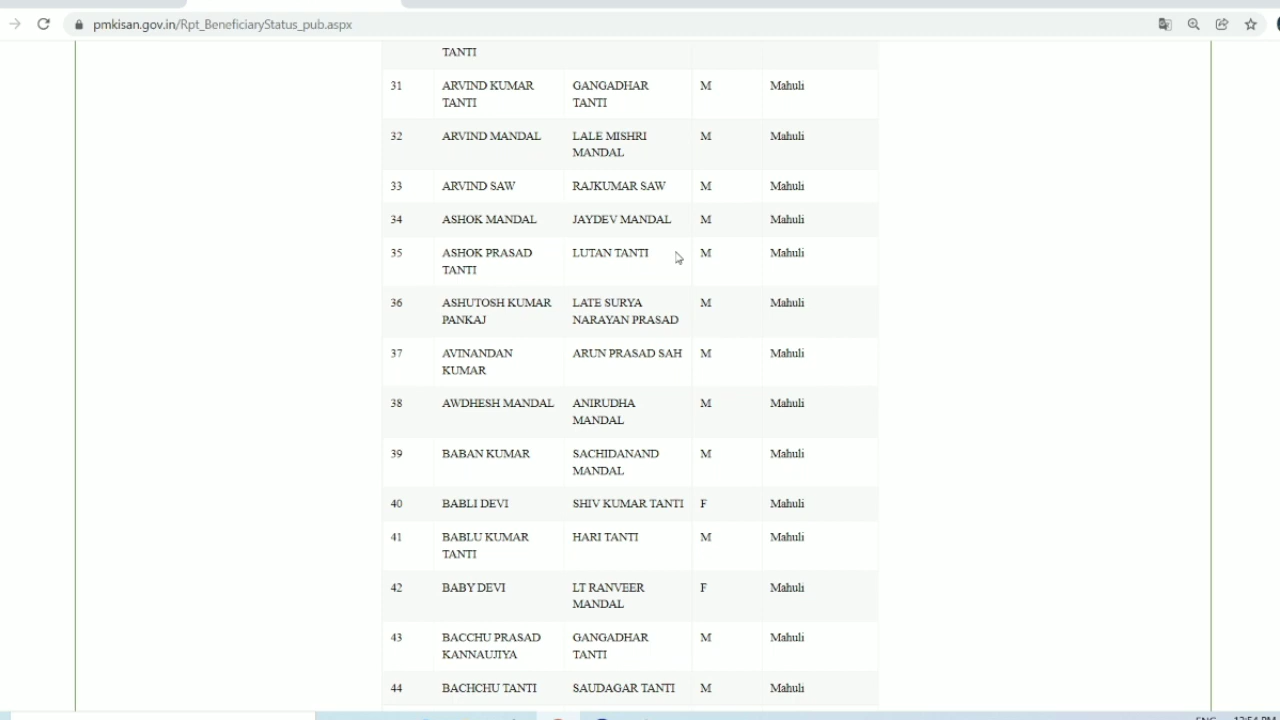 pmkisan.gov.in/Rpt_BeneficiaryStatus_pub.aspx
TANTI
31 ARVIND KUMAR TANTI GANGADHAR TANTI M Mahuli
32 ARVIND MANDAL LALE MISHRI MANDAL M Mahuli
33 ARVIND SAW RAJKUMAR SAW M Mahuli
34 ASHOK MANDAL JAYDEV MANDAL M Mahuli
35 ASHOK PRASAD TANTI LUTAN TANTI M Mahuli
36 ASHUTOSH KUMAR PANKAJ LATE SURYA NARAYAN PRASAD M Mahuli
37 AVINANDAN KUMAR ARUN PRASAD SAH M Mahuli
38 AWDHESH MANDAL ANIRUDHA MANDAL M Mahuli
39 BABAN KUMAR SACHIDANAND MANDAL M Mahuli
40 BABLI DEVI SHIV KUMAR TANTI F Mahuli
41 BABLU KUMAR TANTI HARI TANTI M Mahuli
42 BABY DEVI LT RANVEER MANDAL F Mahuli
43 BACCHU PRASAD KANNAUJIYA GANGADHAR TANTI M Mahuli
44 BACHCHU TANTI SAUDAGAR TANTI M Mahuli